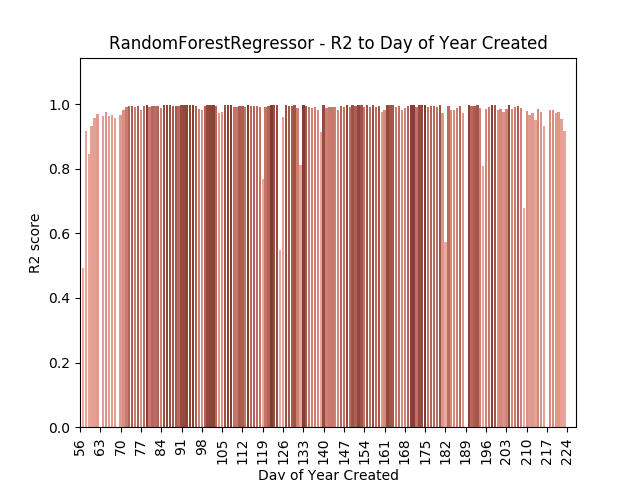 RandomForestRegressor - R2 to Day of Year Created
R2 score
1.0
0.8
0.6
0.4
0.2
0.0
56 63 70 77 84 91 98 105 112 119 126 133 140 147 154 161 168 175 182 189 196 203 210 217 224
Day of Year Created